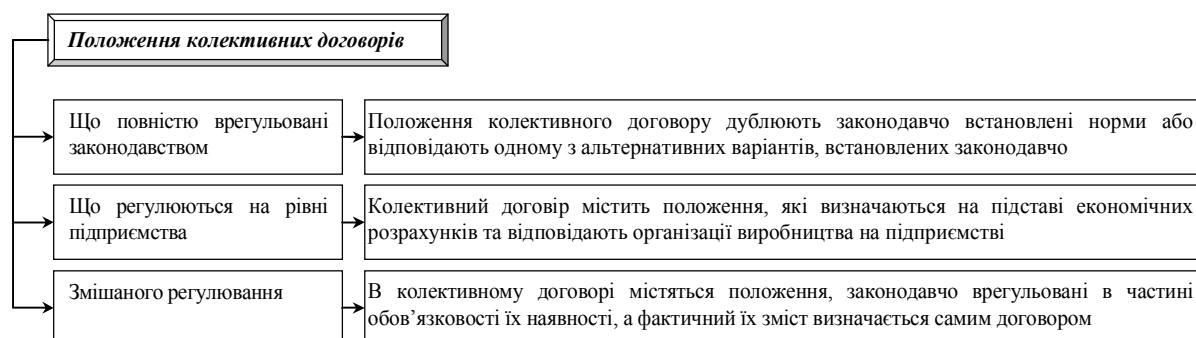 Положення колективних договорів
Що повністю врегульовані
законодавством
Положення колективного договору дублюють законодавчо встановлені норми або
відповідають одному з альтернативних варіантів, встановлених законодавчо
Що регулюються на рівні
підприємства
Колективний договір містить положення, які визначаються на підставі економічних
розрахунків та відповідають організації виробництва на підприємстві
Змішаного регулювання
В колективному договорі містяться положення, законодавчо врегульовані в частині
обов’язковості їх наявності, а фактичний їх зміст визначається самим договором